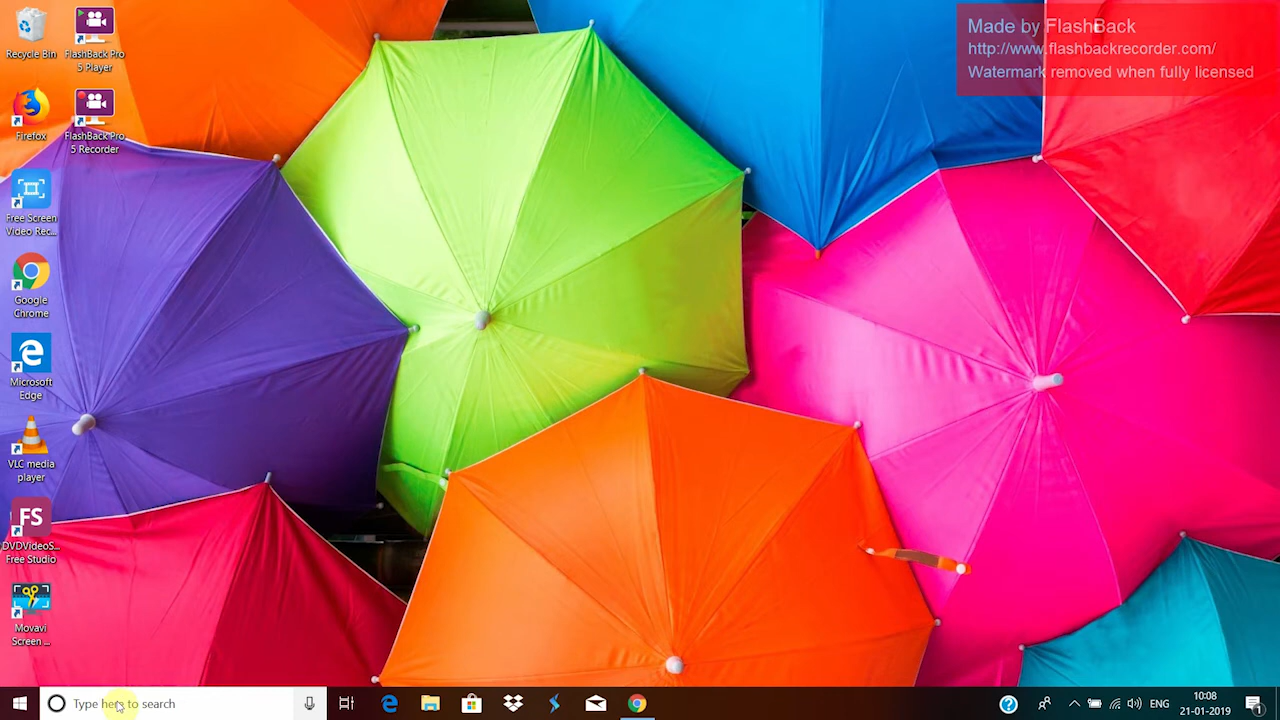 Recycle Bin
FlashBack Pro
5 Player
Made by FlashBack
http://www.flashbackrecorder.com/
Watermark removed when fully licensed
Firefox
FlashBack Pro
5 Recorder
Free Screen
Video Rec...
Google
Chrome
Microsoft
Edge
VLC media
player
FS
DVDVideoS...
Free Studio
Movavi
Screen ...
Type here to search
ENG
10:08
21-01-2019
1